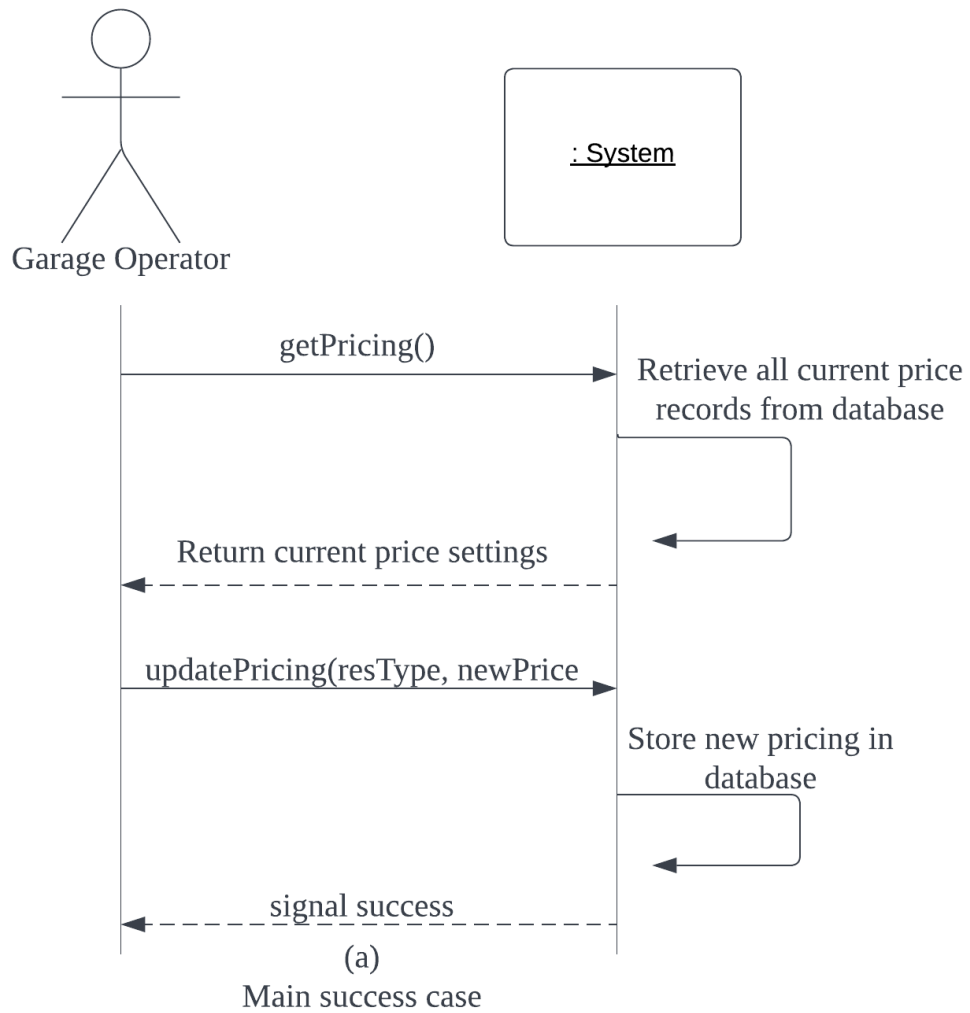 : System
Garage Operator
getPricing()
Retrieve all current price
records from database
Return current price settings
updatePricing(resType, newPrice
Store new pricing in
database
signal success
(a)
Main success case